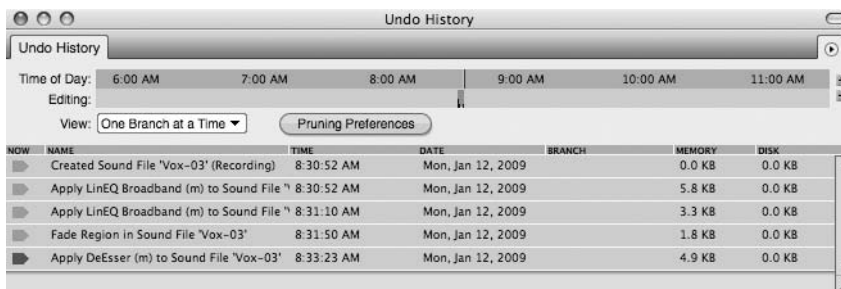 Undo History
Undo History
Time of Day: 6:00 AM 7:00 AM 8:00 AM 9:00 AM 10:00 AM 11:00 AM
Editing:
View: One Branch at a Time Pruning Preferences
NOW NAME TIME DATE BRANCH MEMORY DISK
Created Sound File 'Vox-03' (Recording) 8:30:52 AM Mon, Jan 12, 2009 0.0 KB 0.0 KB
Apply LinEQ Broadband (m) to Sound File 8:30:52 AM Mon, Jan 12, 2009 5.8 KB 0.0 KB
Apply LinEQ Broadband (m) to Sound File 8:31:10 AM Mon, Jan 12, 2009 3.3 KB 0.0 KB
Fade Region in Sound File 'Vox-03' 8:31:50 AM Mon, Jan 12, 2009 1.8 KB 0.0 KB
Apply DeEsser (m) to Sound File 'Vox-03' 8:33:23 AM Mon, Jan 12, 2009 4.9 KB 0.0 KB